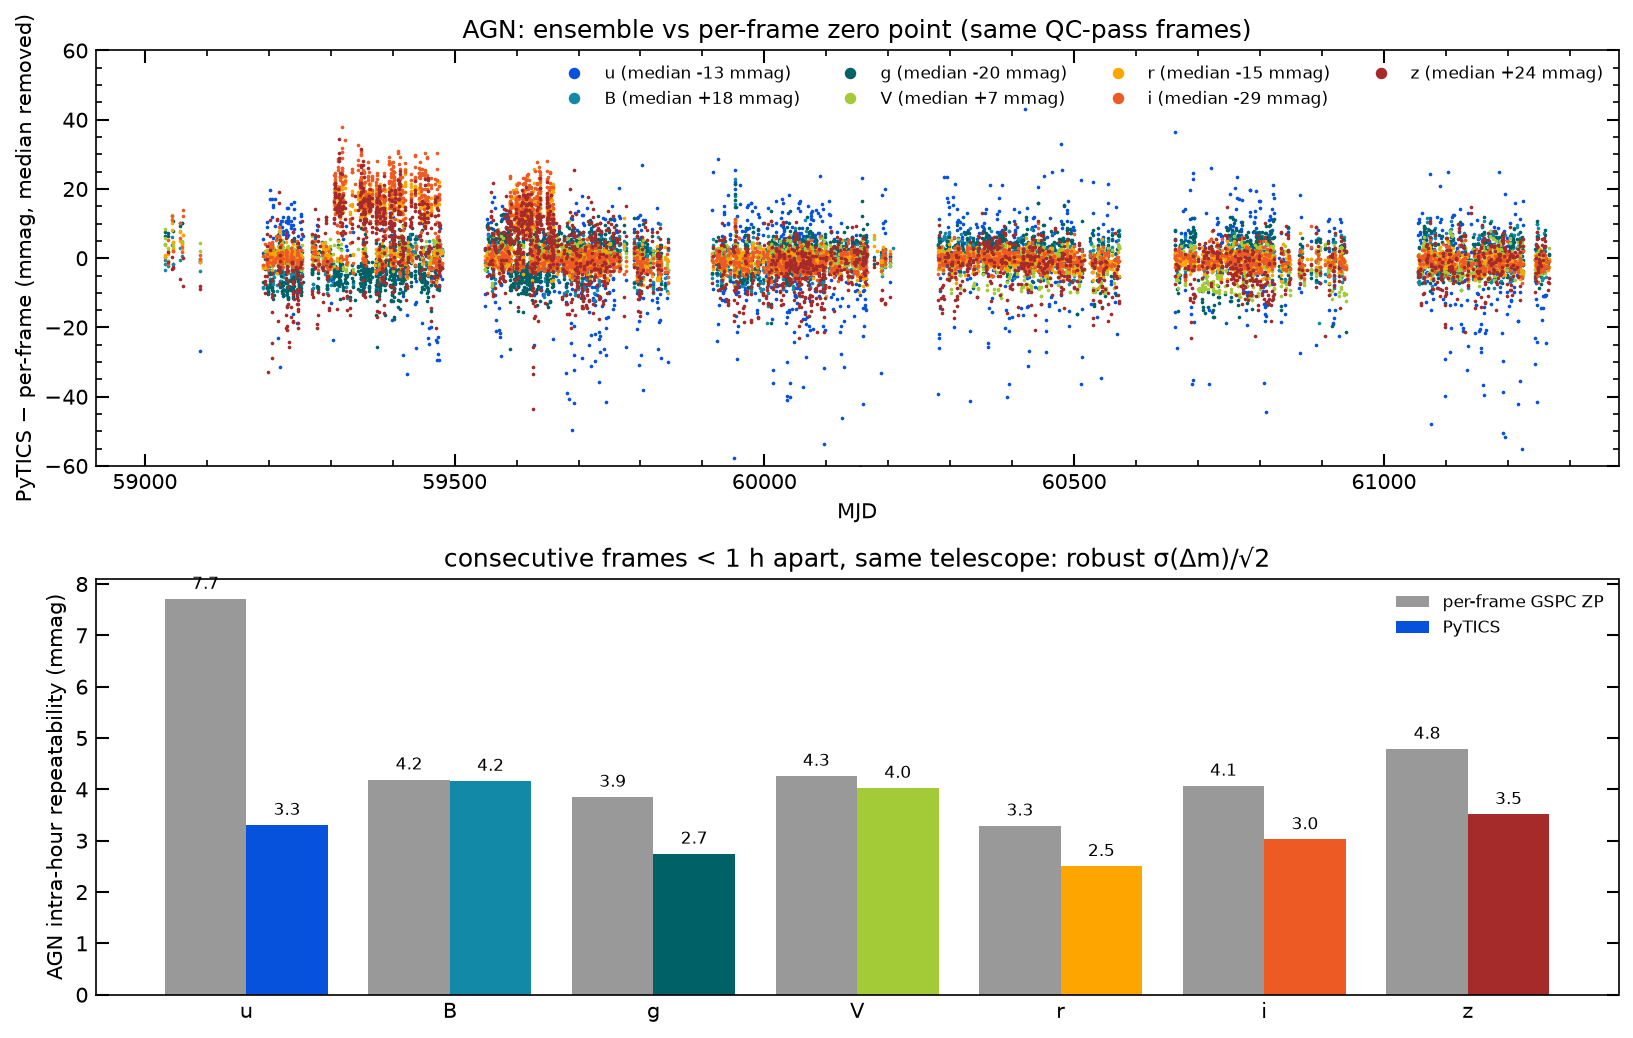 AGN: ensemble vs per-frame zero point (same QC-pass frames)
PyTICS − per-frame (mmag, median removed)
60
40
20
0
−20
−40
−60
u (median -13 mmag)
g (median -20 mmag)
r (median -15 mmag)
z (median +24 mmag)
B (median +18 mmag)
V (median +7 mmag)
i (median -29 mmag)
59000
59500
60000
60500
61000
MJD
consecutive frames < 1 h apart, same telescope: robust σ(Δm)/√2
AGN intra-hour repeatability (mmag)
8
7
6
5
4
3
2
1
0
per-frame GSPC ZP
PyTICS
7.7
3.3
4.2
4.2
3.9
2.7
4.3
4.0
3.3
2.5
4.1
3.0
4.8
3.5
u
B
g
V
r
i
z